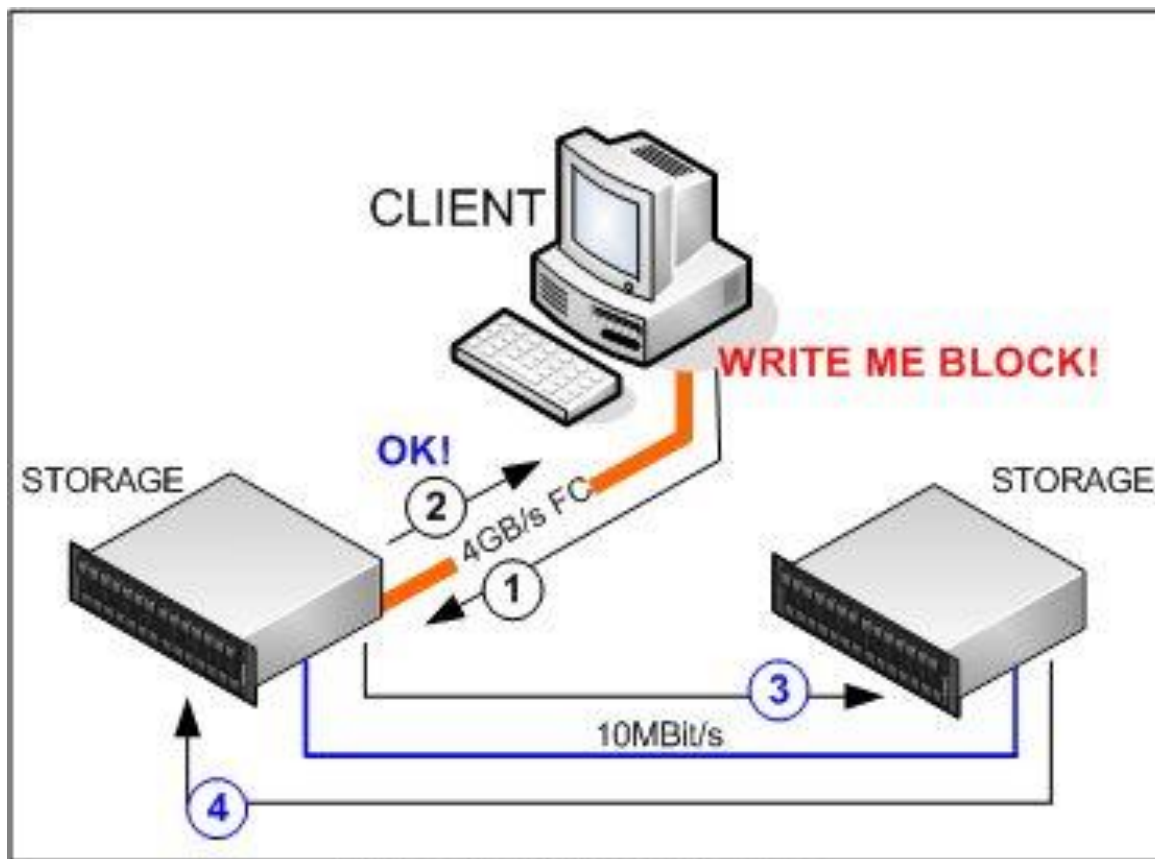 CLIENT
WRITE ME BLOCK!
OK!
STORAGE
STORAGE
2
4GB/s FC
1
3
10MBit/s
4